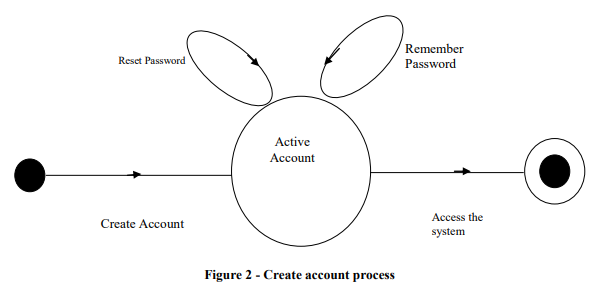 Reset Password
Remember
Password
Active
Account
Create Account
Access the
system
Figure 2 - Create account process